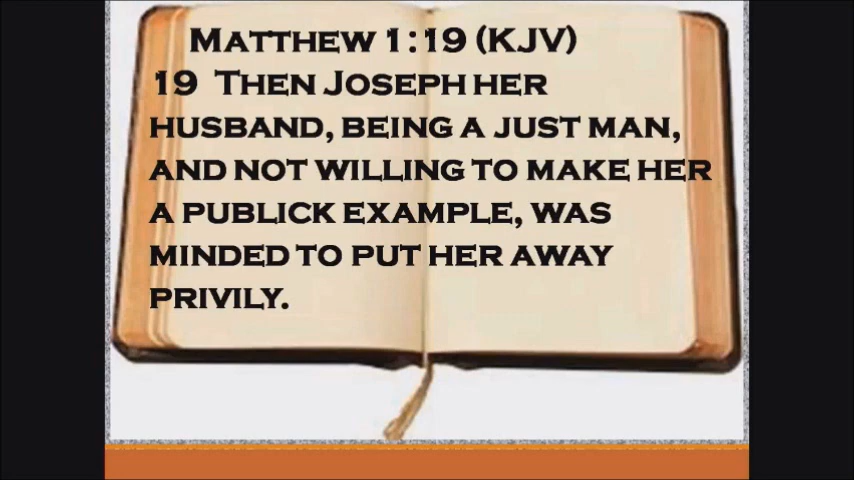 Matthew 1:19 (KJV)
19 Then Joseph her
husband, being a just man,
and not willing to make her
a publick example, was
minded to put her away
privily.